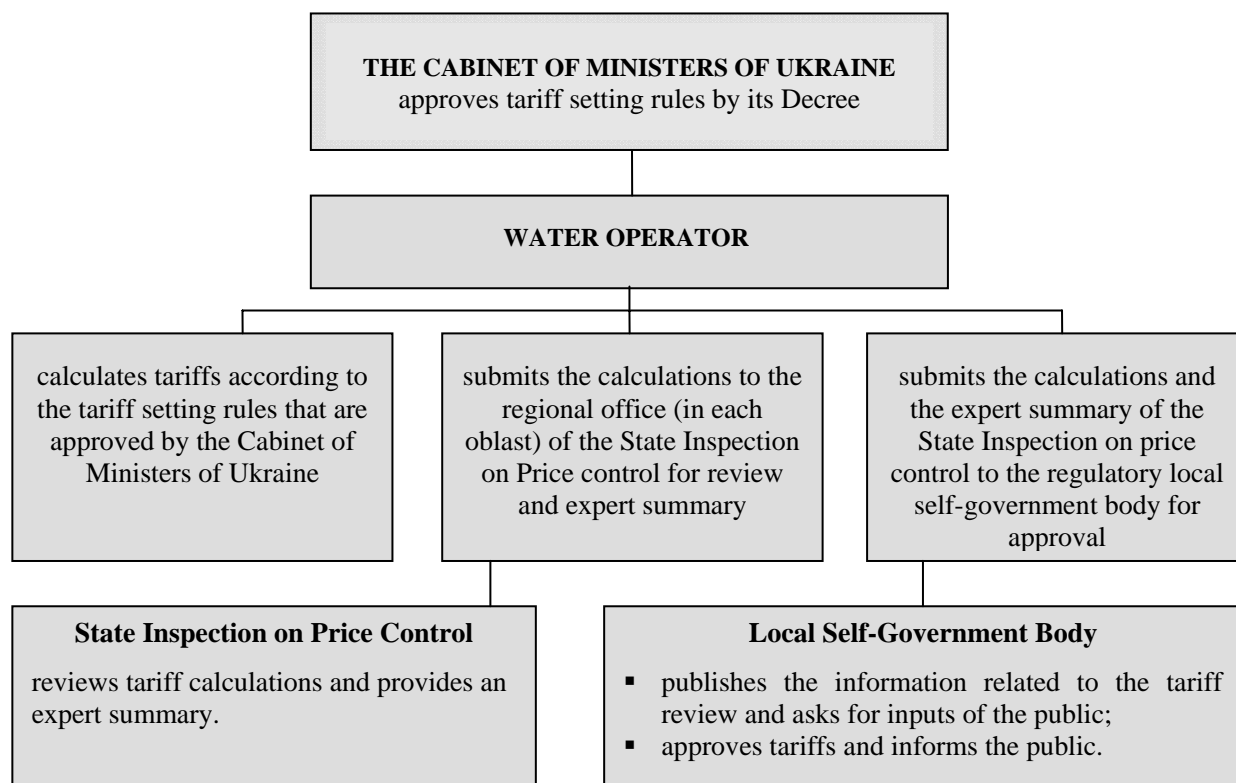 THE CABINET OF MINISTERS OF UKRAINE
approves tariff setting rules by its Decree
WATER OPERATOR
calculates tariffs according to
the tariff setting rules that are
approved by the Cabinet of
Ministers of Ukraine
submits the calculations to the
regional office (in each
oblast) of the State Inspection
on Price control for review
and expert summary
submits the calculations and
the expert summary of the
State Inspection on price
control to the regulatory local
self-government body for
approval
State Inspection on Price Control
reviews tariff calculations and provides an
expert summary.
Local Self-Government Body
▪ publishes the information related to the tariff
review and asks for inputs of the public;
▪ approves tariffs and informs the public.